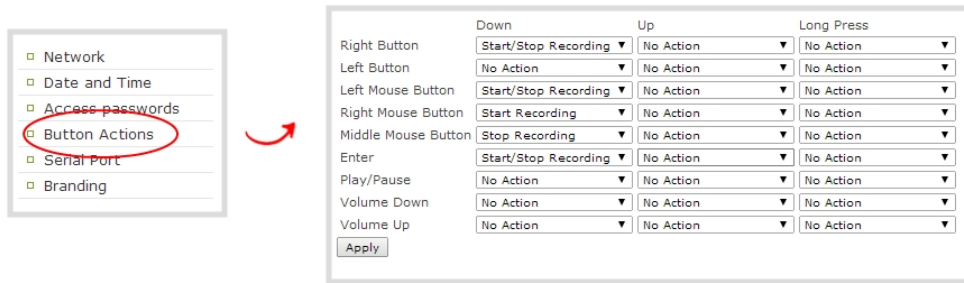 Network
Date and Time
Access passwords
Button Actions
Serial Port
Branding
Down Up Long Press
Right Button Start/Stop Recording No Action No Action
Left Button No Action No Action No Action
Left Mouse Button Start/Stop Recording No Action No Action
Right Mouse Button Start Recording No Action No Action
Middle Mouse Button Stop Recording No Action No Action
Enter Start/Stop Recording No Action No Action
Play/Pause No Action No Action No Action
Volume Down No Action No Action No Action
Volume Up No Action No Action No Action
Apply